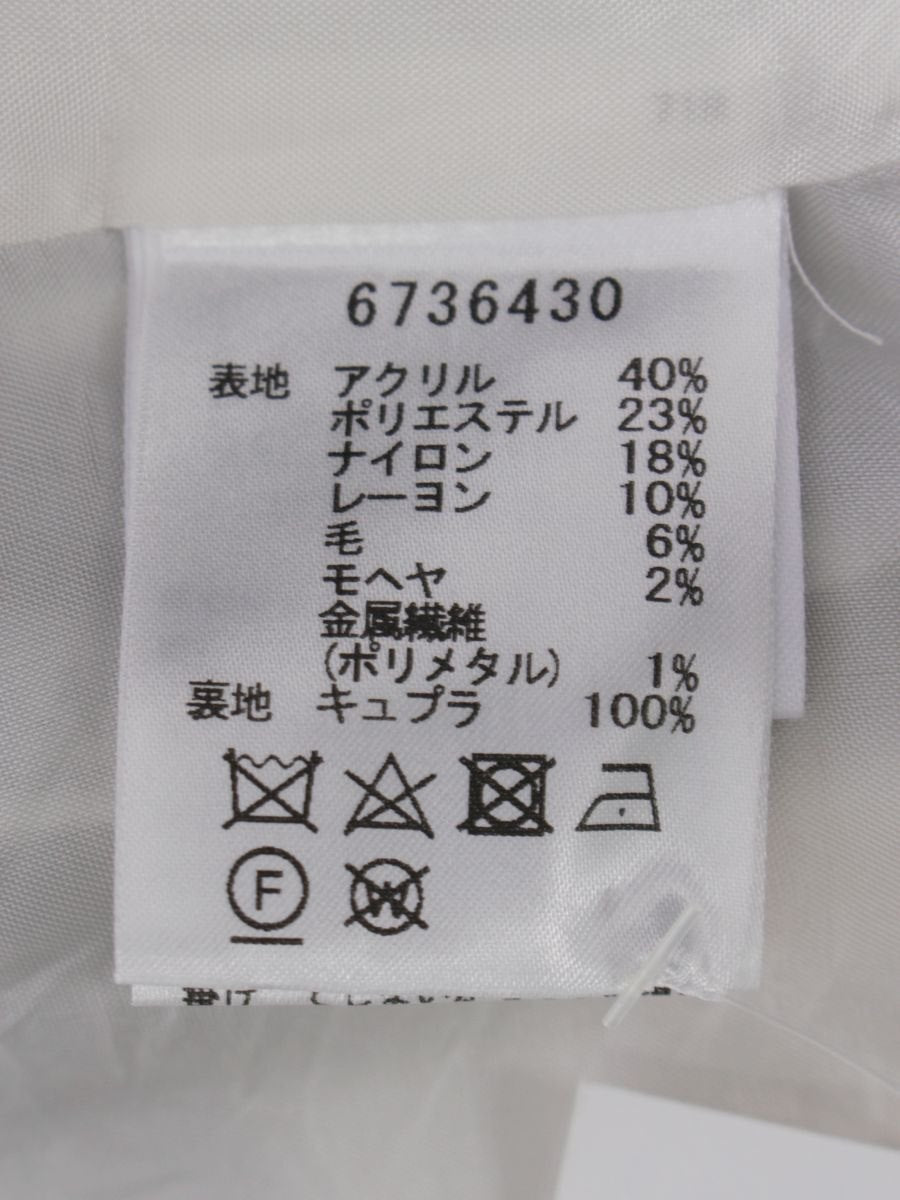 6736430
表地 アクリル 40%
ポリエステル 23%
ナイロン 18%
レーヨン 10%
毛 6%
モヘヤ 2%
金属繊維
(ポリメタル) 1%
裏地 キュプラ 100%
F W